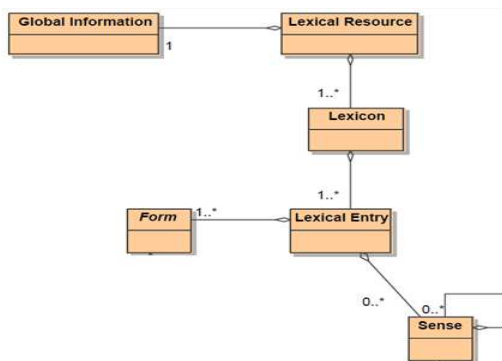 Global Information
Lexical Resource
1
1..*
Lexicon
1..*
Form
1..*
Lexical Entry
0..*
0..*
Sense